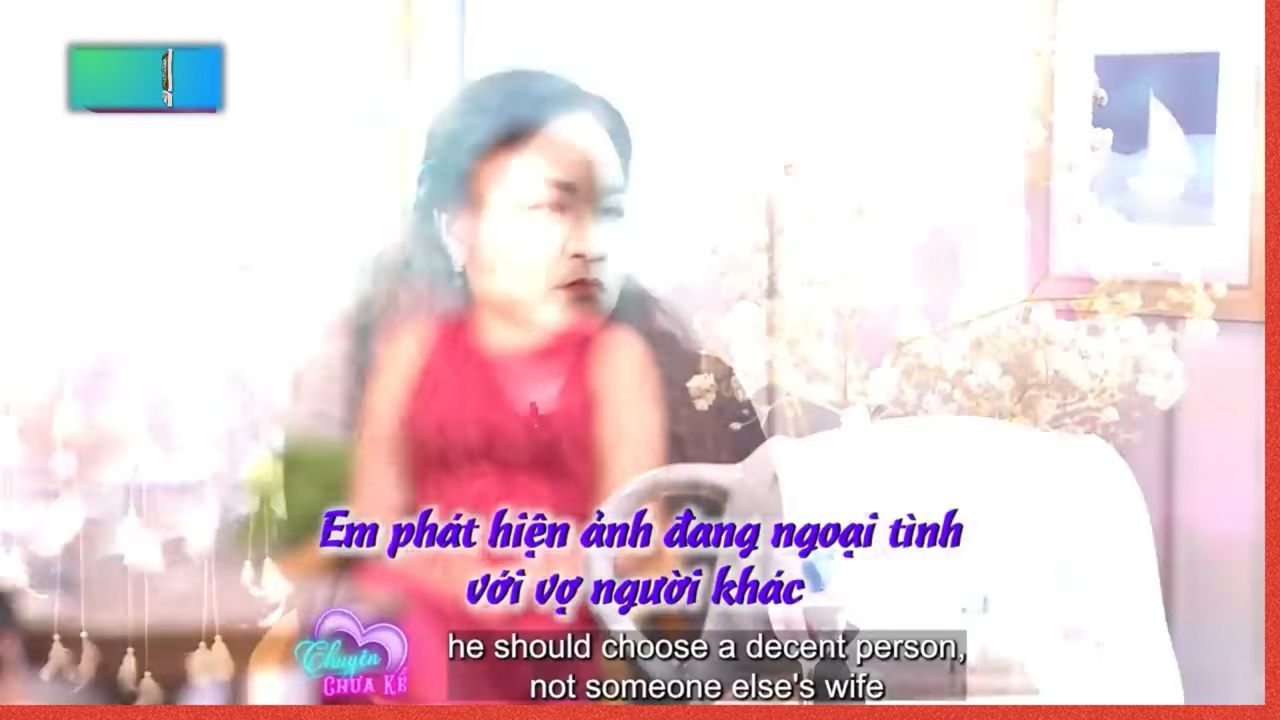 Em phát hiện ảnh đang ngoại tình
với vợ người khác
Chuyện
CHƯA KỂ
he should choose a decent person,
not someone else's wife